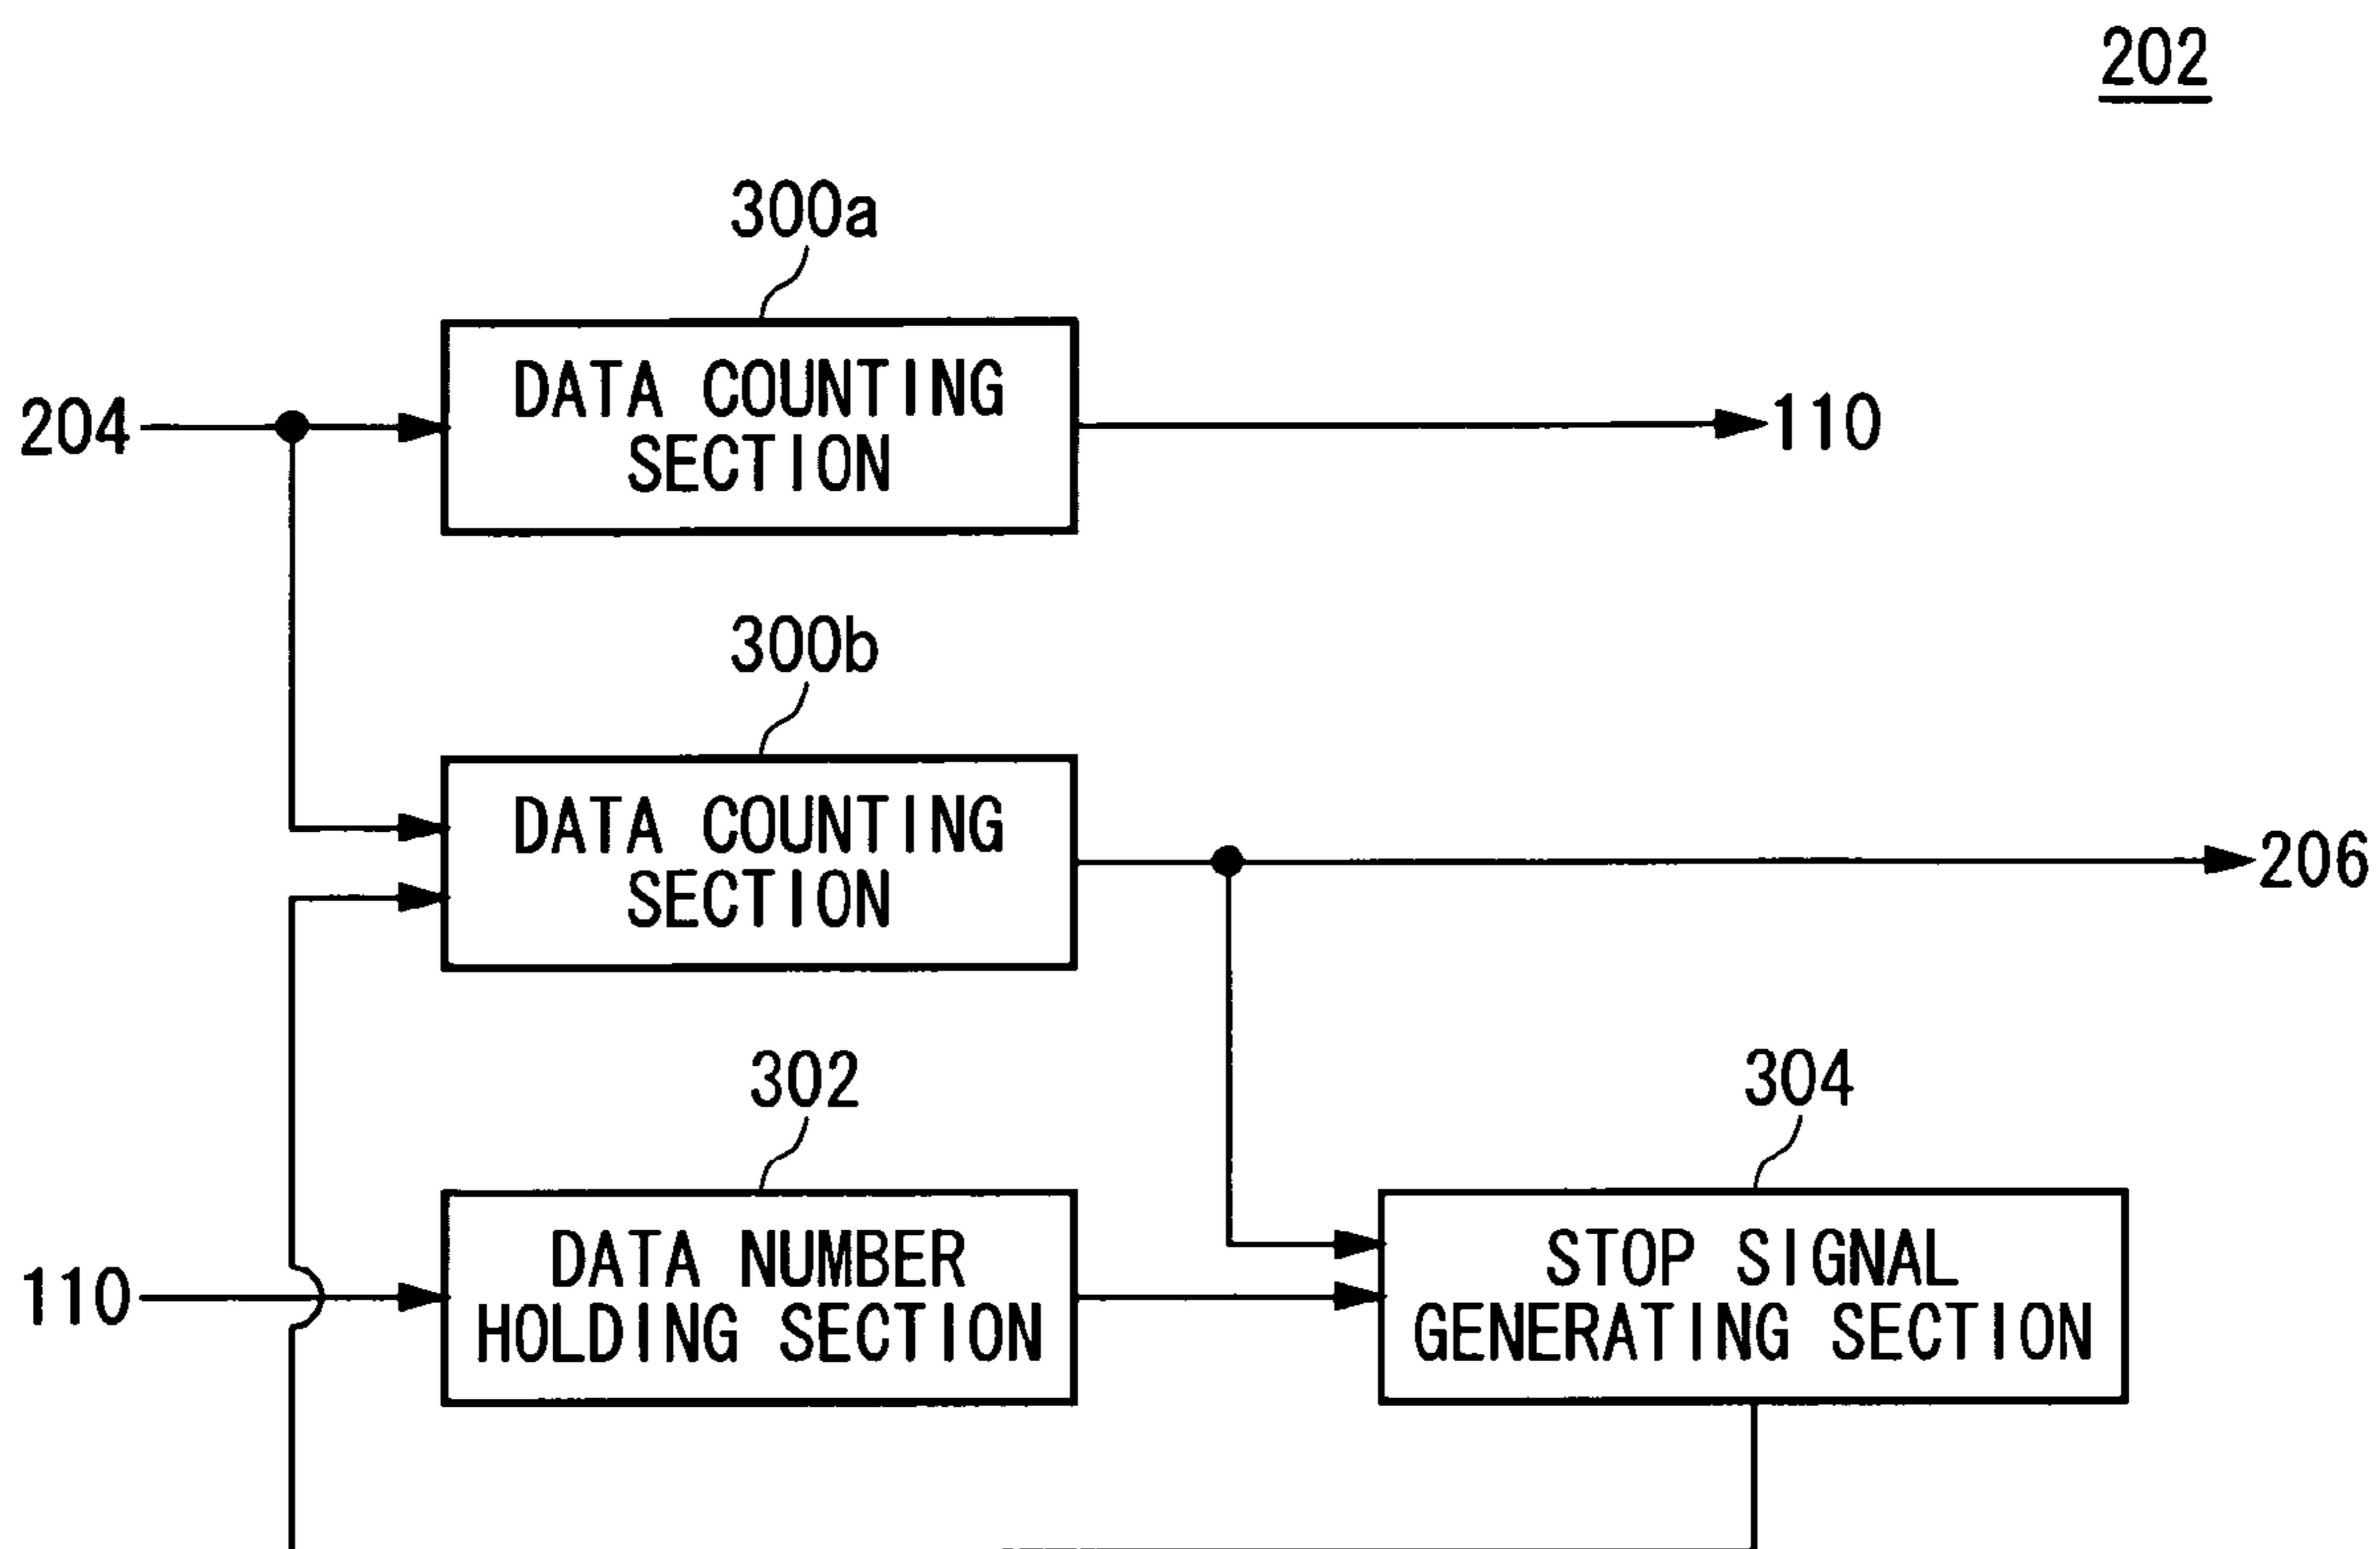 202
300a
DATA COUNTING
SECTION
204
110
300b
DATA COUNTING
SECTION
206
302
304
110
DATA NUMBER
HOLDING SECTION
STOP SIGNAL
GENERATING SECTION